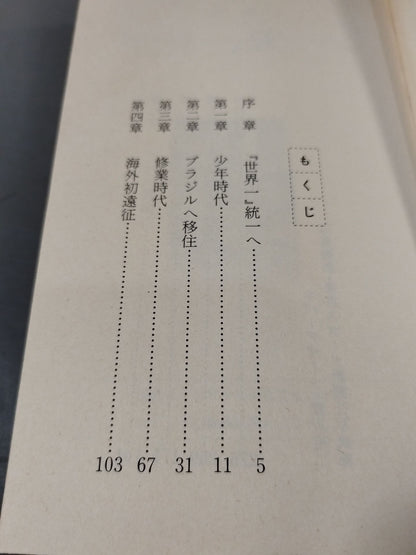 もくじ
序章 『世界一』統一へ 5
第一章 少年時代 11
第二章 ブラジルへ移住 31
第三章 修業時代 67
第四章 海外初遠征 103